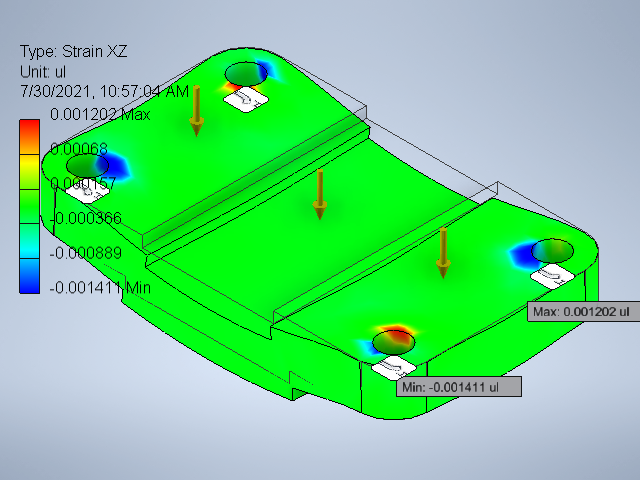 Type: Strain XZ
Unit: ul
7/30/2021, 10:57:04 AM
0.001202 Max
0.00068
0.000157
-0.000366
-0.000889
-0.001411 Min
Max: 0.001202 ul
Min: -0.001411 ul